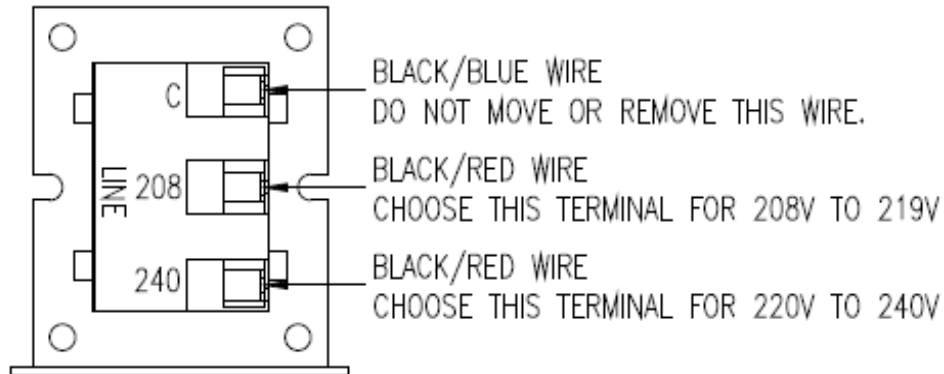 C
BLACK/BLUE WIRE
DO NOT MOVE OR REMOVE THIS WIRE.
LINE
208
BLACK/RED WIRE
CHOOSE THIS TERMINAL FOR 208V TO 219V
240
BLACK/RED WIRE
CHOOSE THIS TERMINAL FOR 220V TO 240V